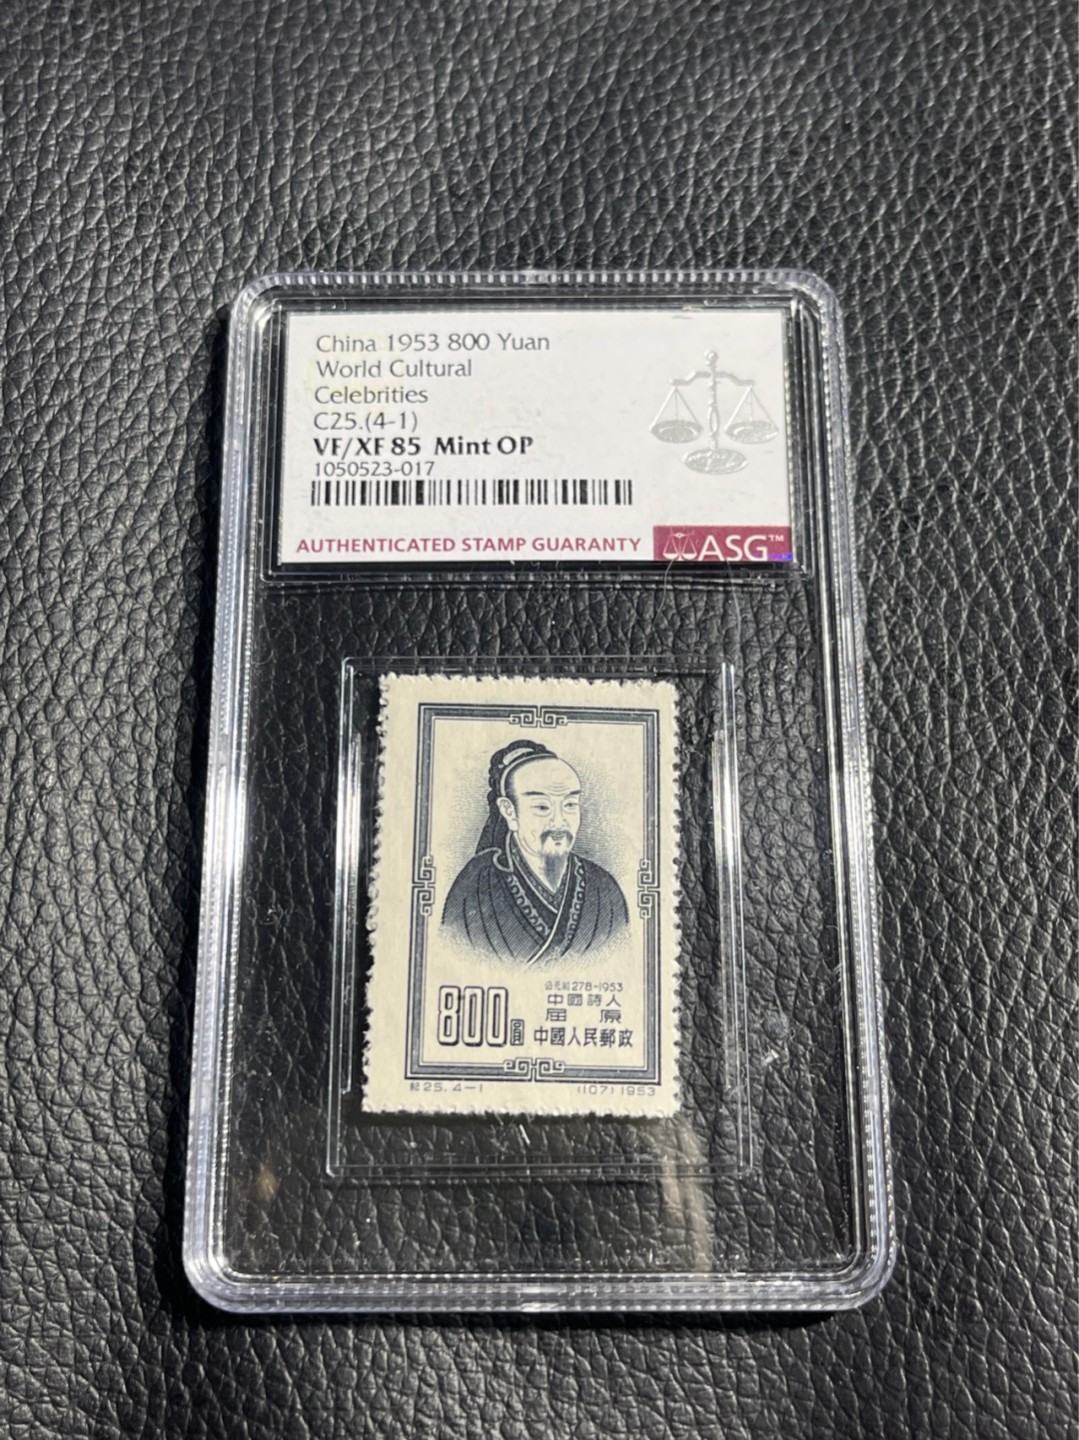 China 1953 800 Yuan
World Cultural
Celebrities
C25.(4-1)
VF/XF 85 Mint OP
1050523-017
AUTHENTICATED STAMP GUARANTY
ASG™
公元前278-1953
中國詩人
屈原
800圓 中國人民郵政
紀25.4-1 (107)1953